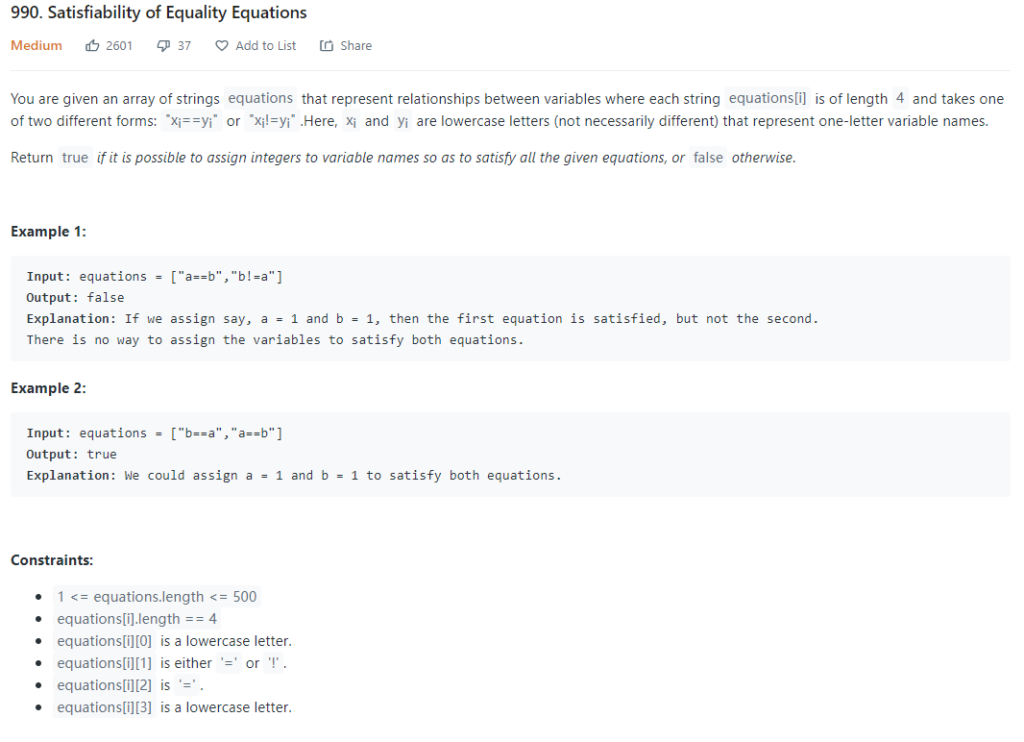 990. Satisfiability of Equality Equations
Medium 2601 37 Add to List Share
You are given an array of strings equations that represent relationships between variables where each string equations[i] is of length 4 and takes one
of two different forms: "xᵢ==yᵢ" or "xᵢ!=yᵢ".Here, xᵢ and yᵢ are lowercase letters (not necessarily different) that represent one-letter variable names.
Return true if it is possible to assign integers to variable names so as to satisfy all the given equations, or false otherwise.
Example 1:
Input: equations = ["a==b","b!=a"]
Output: false
Explanation: If we assign say, a = 1 and b = 1, then the first equation is satisfied, but not the second.
There is no way to assign the variables to satisfy both equations.
Example 2:
Input: equations = ["b==a","a==b"]
Output: true
Explanation: We could assign a = 1 and b = 1 to satisfy both equations.
Constraints:
• 1 <= equations.length <= 500
• equations[i].length == 4
• equations[i][0] is a lowercase letter.
• equations[i][1] is either '=' or '!'.
• equations[i][2] is '='.
• equations[i][3] is a lowercase letter.